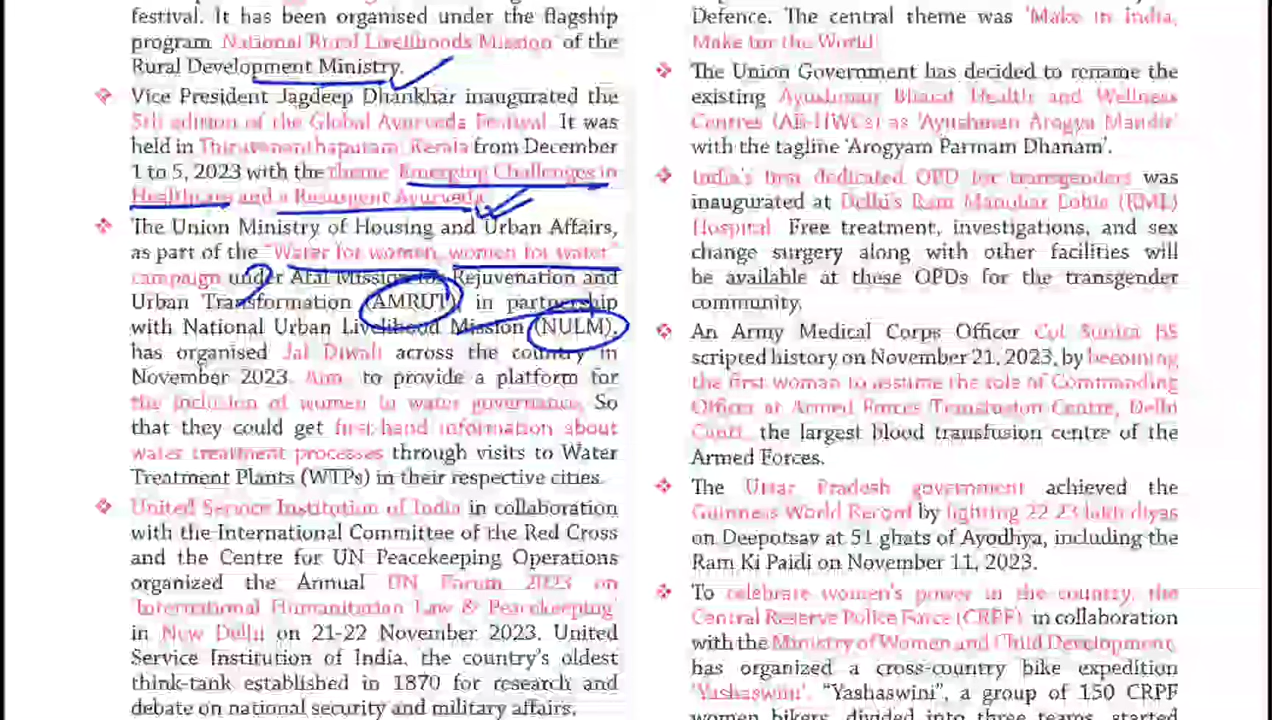 festival. It has been organised under the flagship
program National Rural Livelihoods Mission of the
Rural Development Ministry.
Vice President Jagdeep Dhankhar inaugurated the
5th edition of the Global Ayurveda Festival. It was
held in Thiruvananthapuram, Kerala from December
1 to 5, 2023 with the theme Emerging Challenges in
Healthcare and a Resurgent Ayurveda.
The Union Ministry of Housing and Urban Affairs,
as part of the "Water for women, women for water"
campaign under Atal Mission for Rejuvenation and
Urban Transformation (AMRUT), in partnership
with National Urban Livelihood Mission (NULM),
has organised Jal Diwali across the country in
November 2023. Aim to provide a platform for
the inclusion of women in water governance. So
that they could get first-hand information about
water treatment processes through visits to Water
Treatment Plants (WTPs) in their respective cities.
United Service Institution of India in collaboration
with the International Committee of the Red Cross
and the Centre for UN Peacekeeping Operations
organized the Annual UN Forum 2023 on
'International Humanitarian Law & Peacekeeping'
in New Delhi on 21-22 November 2023. United
Service Institution of India, the country's oldest
think-tank established in 1870 for research and
debate on national security and military affairs.
Defence. The central theme was 'Make in India,
Make for the World'
The Union Government has decided to rename the
existing Ayushman Bharat Health and Wellness
Centres (AB-HWCs) as 'Ayushman Arogya Mandir'
with the tagline 'Arogyam Parmam Dhanam'.
India's first dedicated OPD for transgenders was
inaugurated at Delhi's Ram Manohar Lohia (RML)
Hospital. Free treatment, investigations, and sex
change surgery along with other facilities will
be available at these OPDs for the transgender
community.
An Army Medical Corps Officer Col Sunita BS
scripted history on November 21, 2023, by becoming
the first woman to assume the role of Commanding
Officer at Armed Forces Transfusion Centre, Delhi
Cantt, the largest blood transfusion centre of the
Armed Forces.
The Uttar Pradesh government achieved the
Guinness World Record by lighting 22.23 lakh diyas
on Deepotsav at 51 ghats of Ayodhya, including the
Ram Ki Paidi on November 11, 2023.
To celebrate women's power in the country, the
Central Reserve Police Force (CRPF) in collaboration
with the Ministry of Women and Child Development,
has organized a cross-country bike expedition
'Yashaswini'. "Yashaswini", a group of 150 CRPF
women bikers, divided into three teams, started